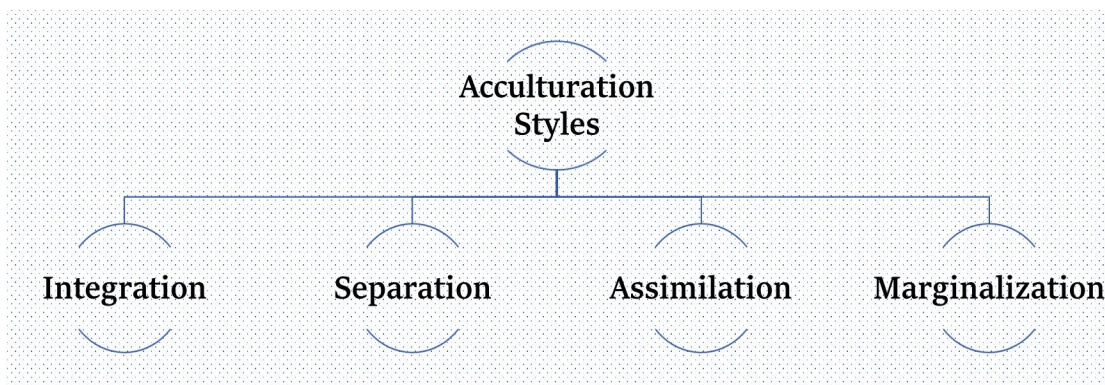 Acculturation
Styles
Integration
Separation
Assimilation
Marginalization